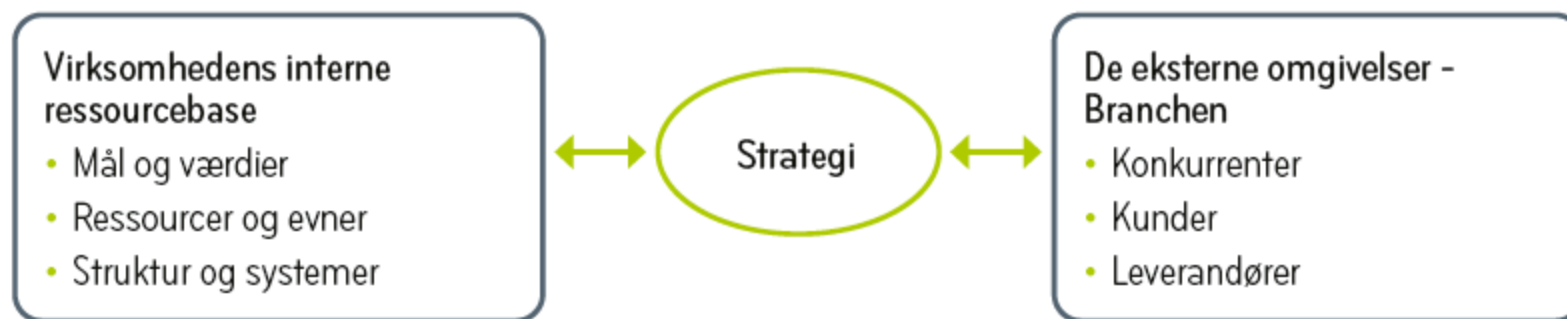 Virksomhedens interne
ressourcebase
• Mål og værdier
• Ressourcer og evner
• Struktur og systemer
Strategi
De eksterne omgivelser -
Branchen
• Konkurrenter
• Kunder
• Leverandører